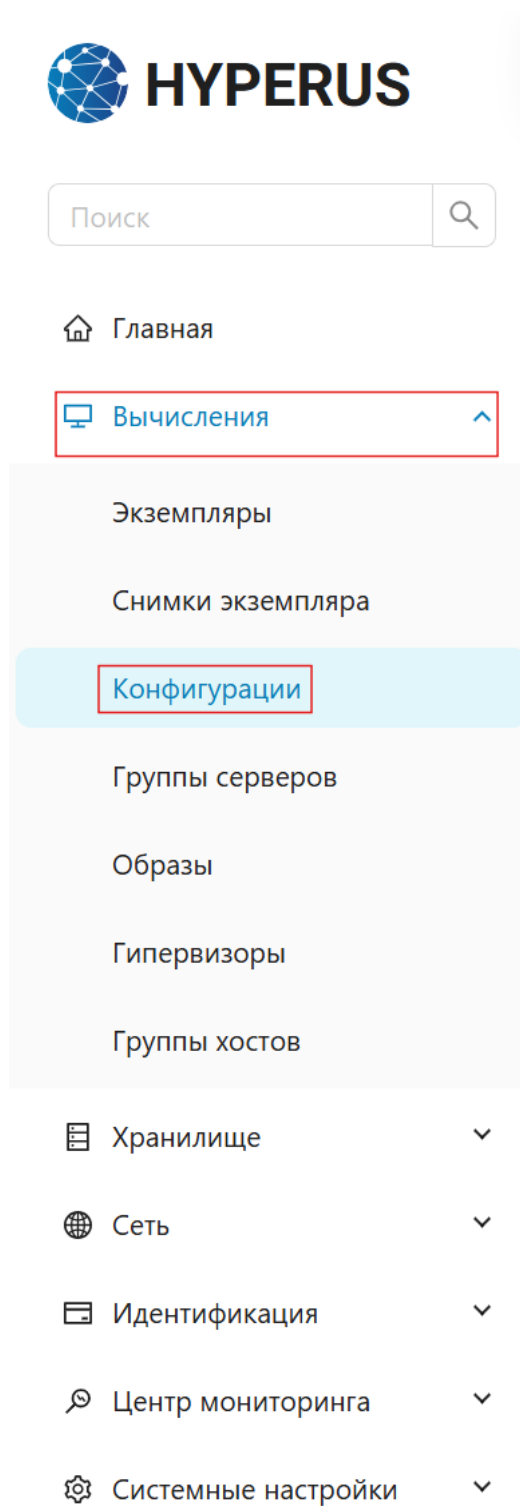 HYPERUS
Поиск
Главная
Вычисления
Экземпляры
Снимки экземпляра
Конфигурации
Группы серверов
Образы
Гипервизоры
Группы хостов
Хранилище
Сеть
Идентификация
Центр мониторинга
Системные настройки